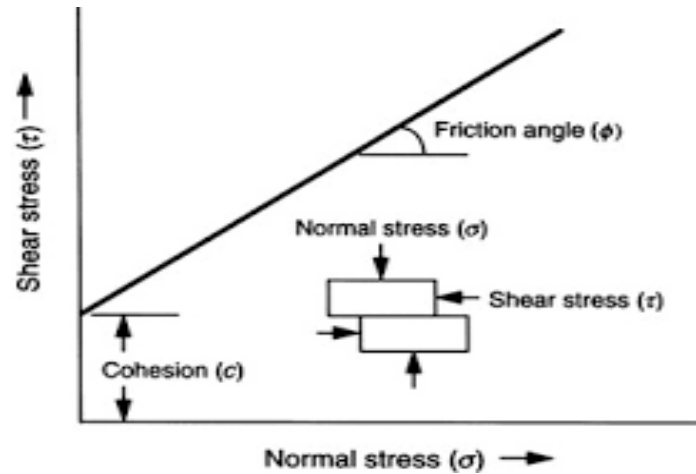 Shear stress (τ)
Friction angle (ϕ)
Normal stress (σ)
Shear stress (τ)
Cohesion (c)
Normal stress (σ)